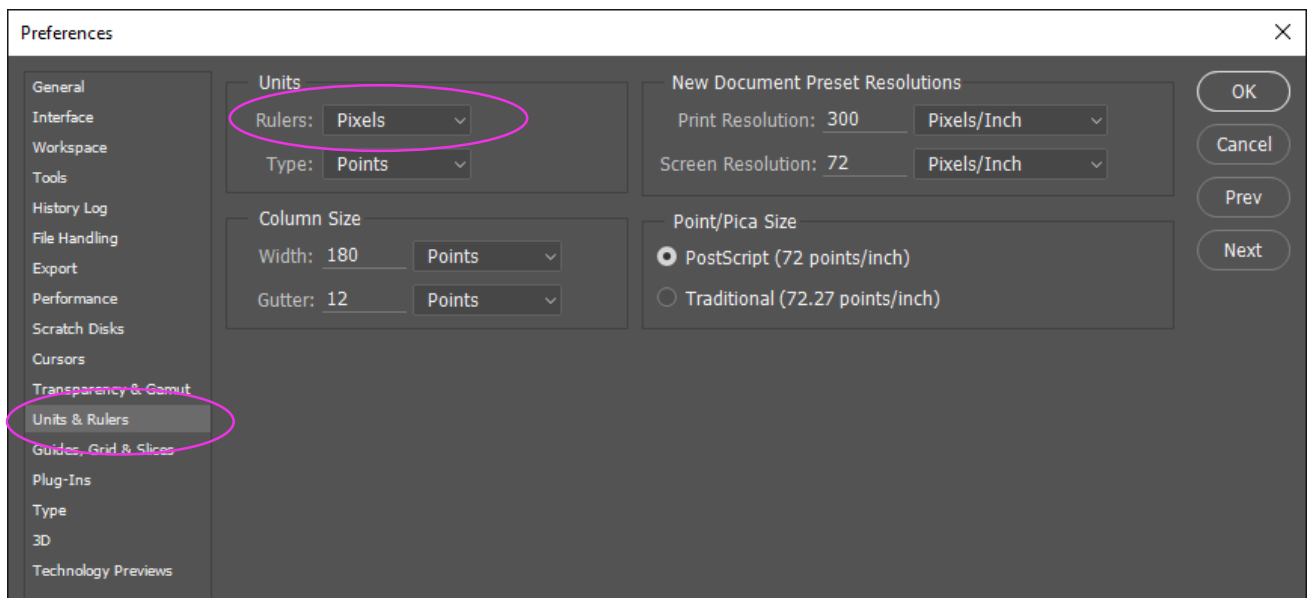 Preferences
General
Interface
Workspace
Tools
History Log
File Handling
Export
Performance
Scratch Disks
Cursors
Transparency & Gamut
Units & Rulers
Guides, Grid & Slices
Plug-Ins
Type
3D
Technology Previews
Units
Rulers: Pixels
Type: Points
Column Size
Width: 180 Points
Gutter: 12 Points
New Document Preset Resolutions
Print Resolution: 300 Pixels/Inch
Screen Resolution: 72 Pixels/Inch
Point/Pica Size
PostScript (72 points/inch)
Traditional (72.27 points/inch)
OK
Cancel
Prev
Next